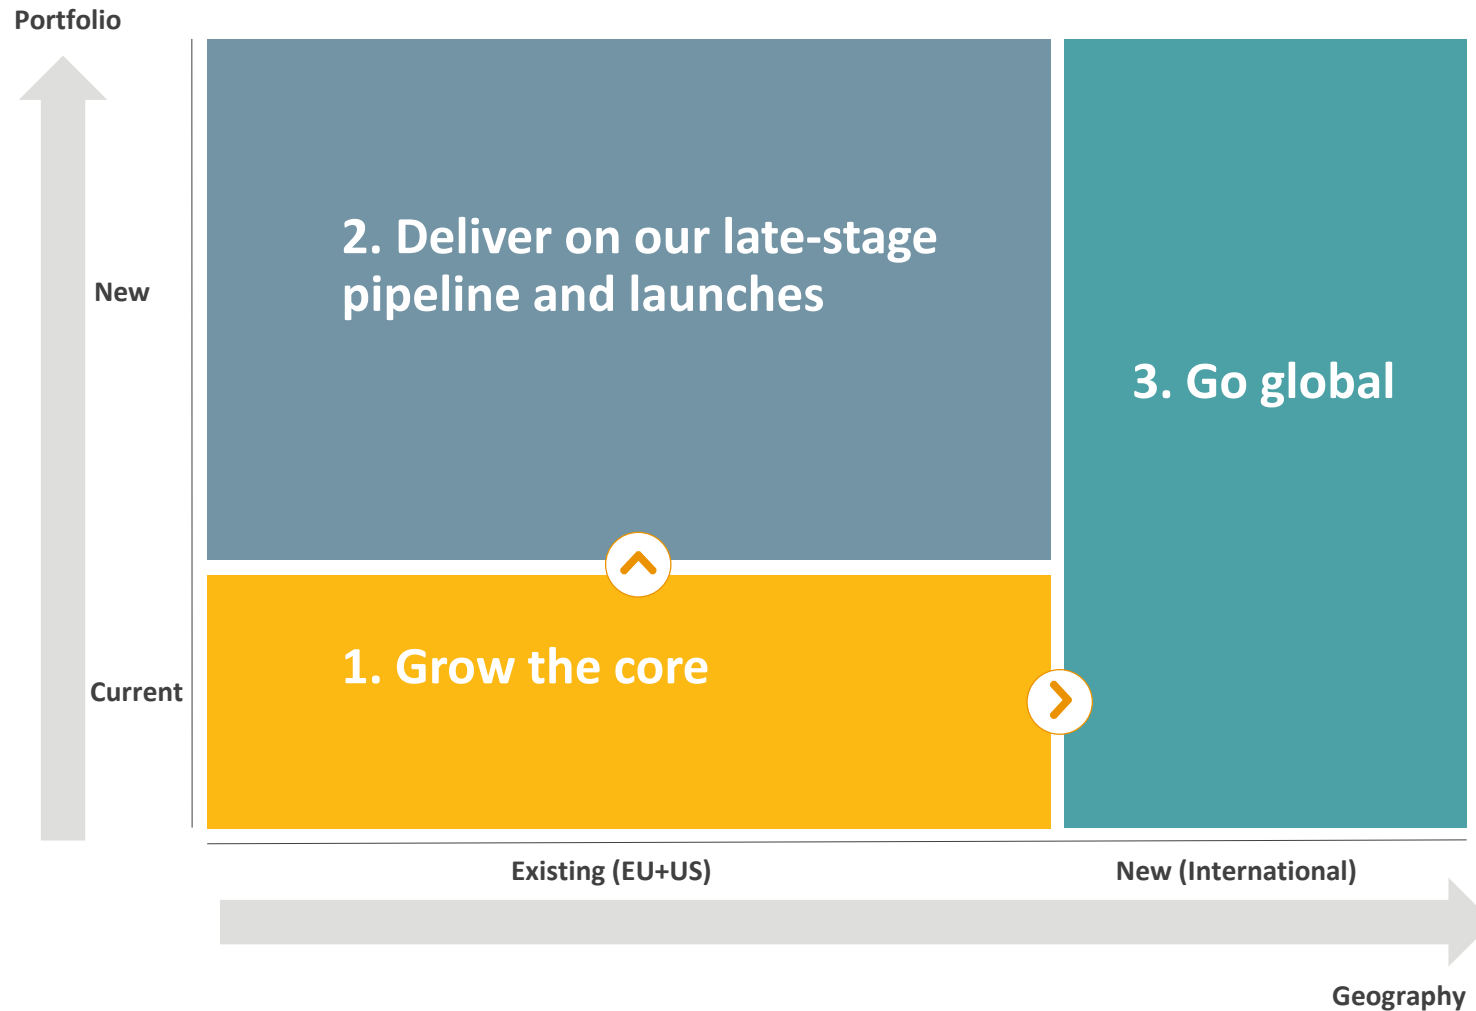 Portfolio
2. Deliver on our late-stage
pipeline and launches
New
3. Go global
1. Grow the core
Current
Existing (EU+US)
New (International)
Geography